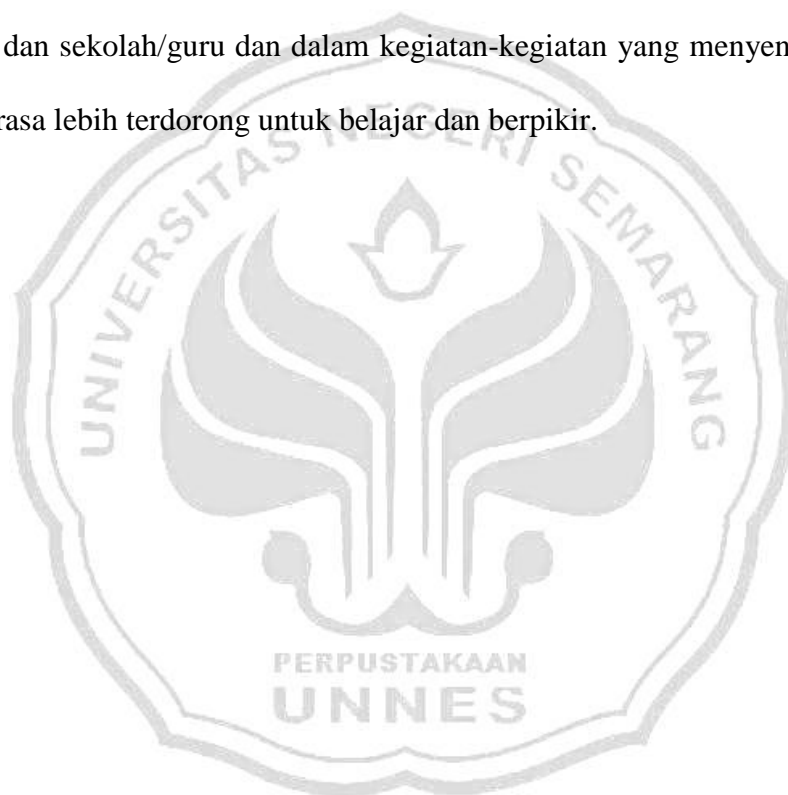 dan sekolah/guru dan dalam kegiatan-kegiatan yang menyen
rasa lebih terdorong untuk belajar dan berpikir.
UNIVERSITAS NEGERI SEMARANG
PERPUSTAKAAN
UNNES